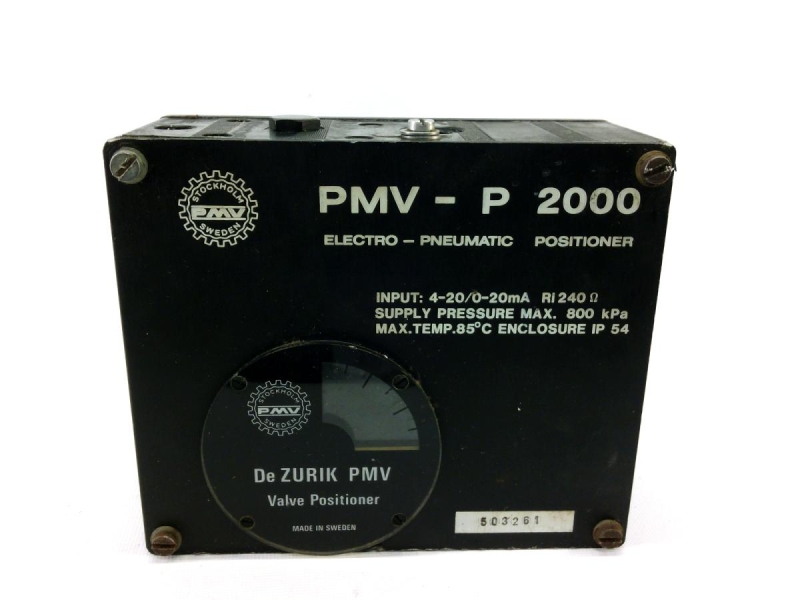 STOCKHOLM
PMV
SWEDEN
PMV - P 2000
ELECTRO - PNEUMATIC POSITIONER
INPUT: 4-20/0-20mA Ri 240 Ω
SUPPLY PRESSURE MAX. 800 kPa
MAX.TEMP.85°C ENCLOSURE IP 54
STOCKHOLM
PMV
SWEDEN
De ZURIK PMV
Valve Positioner
MADE IN SWEDEN
503261